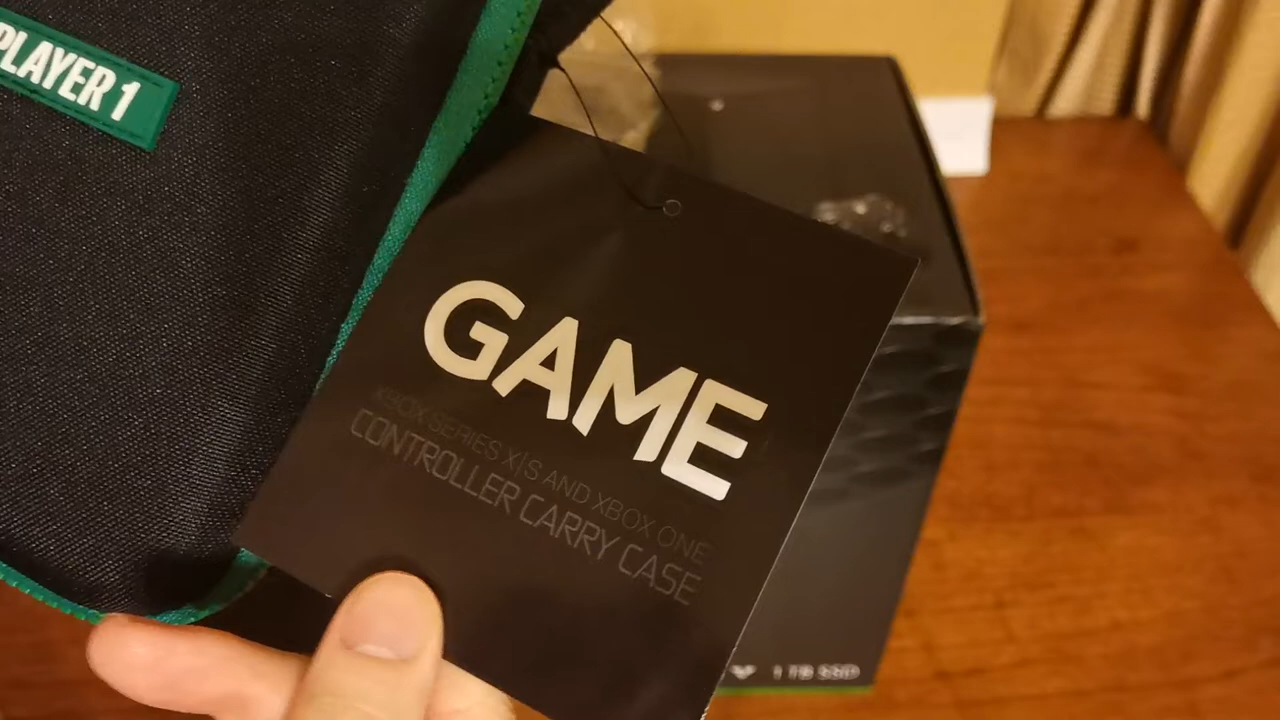 PLAYER 1
GAME
XBOX SERIES X|S AND XBOX ONE
CONTROLLER CARRY CASE
1 TB SSD